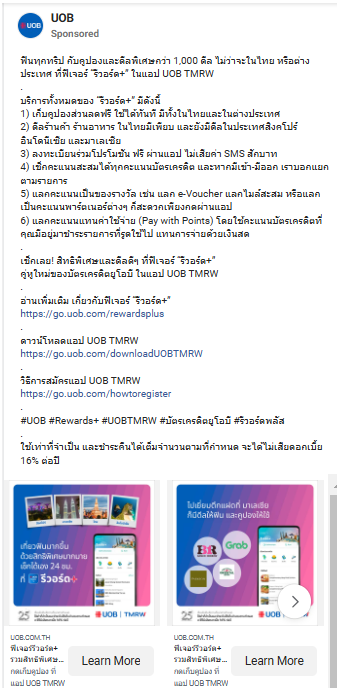 UOB
Sponsored
ฟินทุกทริป กับคูปองและดีลพิเศษกว่า 1,000 ดีล ไม่ว่าจะในไทย หรือต่าง
ประเทศ ที่ฟีเจอร์ “รีวอร์ด+” ในแอป UOB TMRW
.
บริการทั้งหมดของ “รีวอร์ด+” มีดังนี้
1) เก็บคูปองส่วนลดฟรี ใช้ได้ทันที มีทั้งในไทยและในต่างประเทศ
2) ดีลร้านค้า ร้านอาหาร ในไทยมีเพียบ และยังมีดีลในประเทศสิงคโปร์
อินโดนีเซีย และมาเลเซีย
3) ลงทะเบียนร่วมโปรโมชัน ฟรี ผ่านแอป ไม่เสียค่า SMS สักบาท
4) เช็กคะแนนสะสมได้ทุกคะแนนบัตรเครดิต และหากมีเข้า-มีออก เราบอกแยก
ตามรายการ
5) แลกคะแนนเป็นของรางวัล เช่น แลก e-Voucher แลกไมล์สะสม หรือแลก
เป็นคะแนนพาร์ตเนอร์ต่างๆ ก็สะดวกเพียงกดผ่านแอป
6) แลกคะแนนแทนค่าใช้จ่าย (Pay with Points) โดยใช้คะแนนบัตรเครดิตที่
คุณมีอยู่มาชำระรายการที่รูดใช้ไป แทนการจ่ายด้วยเงินสด
.
เช็กเลย! สิทธิพิเศษและดีลดีๆ ที่ฟีเจอร์ “รีวอร์ด+”
คู่หูใหม่ของบัตรเครดิตยูโอบี ในแอป UOB TMRW
.
อ่านเพิ่มเติม เกี่ยวกับฟีเจอร์ “รีวอร์ด+”
https://go.uob.com/rewardsplus
.
ดาวน์โหลดแอป UOB TMRW
https://go.uob.com/downloadUOBTMRW
.
วิธีการสมัครแอป UOB TMRW
https://go.uob.com/howtoregister
.
#UOB #Rewards+ #UOBTMRW #บัตรเครดิตยูโอบี #รีวอร์ดพลัส
.
ใช้เท่าที่จำเป็น และชำระคืนได้เต็มจำนวนตามที่กำหนด จะได้ไม่เสียดอกเบี้ย
16% ต่อปี
เที่ยวฟินมากขึ้น
ด้วยสิทธิพิเศษมากมาย
เช็กได้เอง 24 ชม.
ที่ รีวอร์ด+
25
UOB TMRW
ไปเยี่ยมตึกแฝดที่ มาเลเซีย
ก็มีดีลให้ฟิน และคูปองให้ใช้
BR
Grab
25
UOB TMRW
UOB.COM.TH
ฟีเจอร์รีวอร์ด+
รวมสิทธิพิเศษ...
กดเก็บคูปอง ที่
แอป UOB TMRW
Learn More
UOB.COM.TH
ฟีเจอร์รีวอร์ด+
รวมสิทธิพิเศษ...
กดเก็บคูปอง ที่
แอป UOB TMRW
Learn More